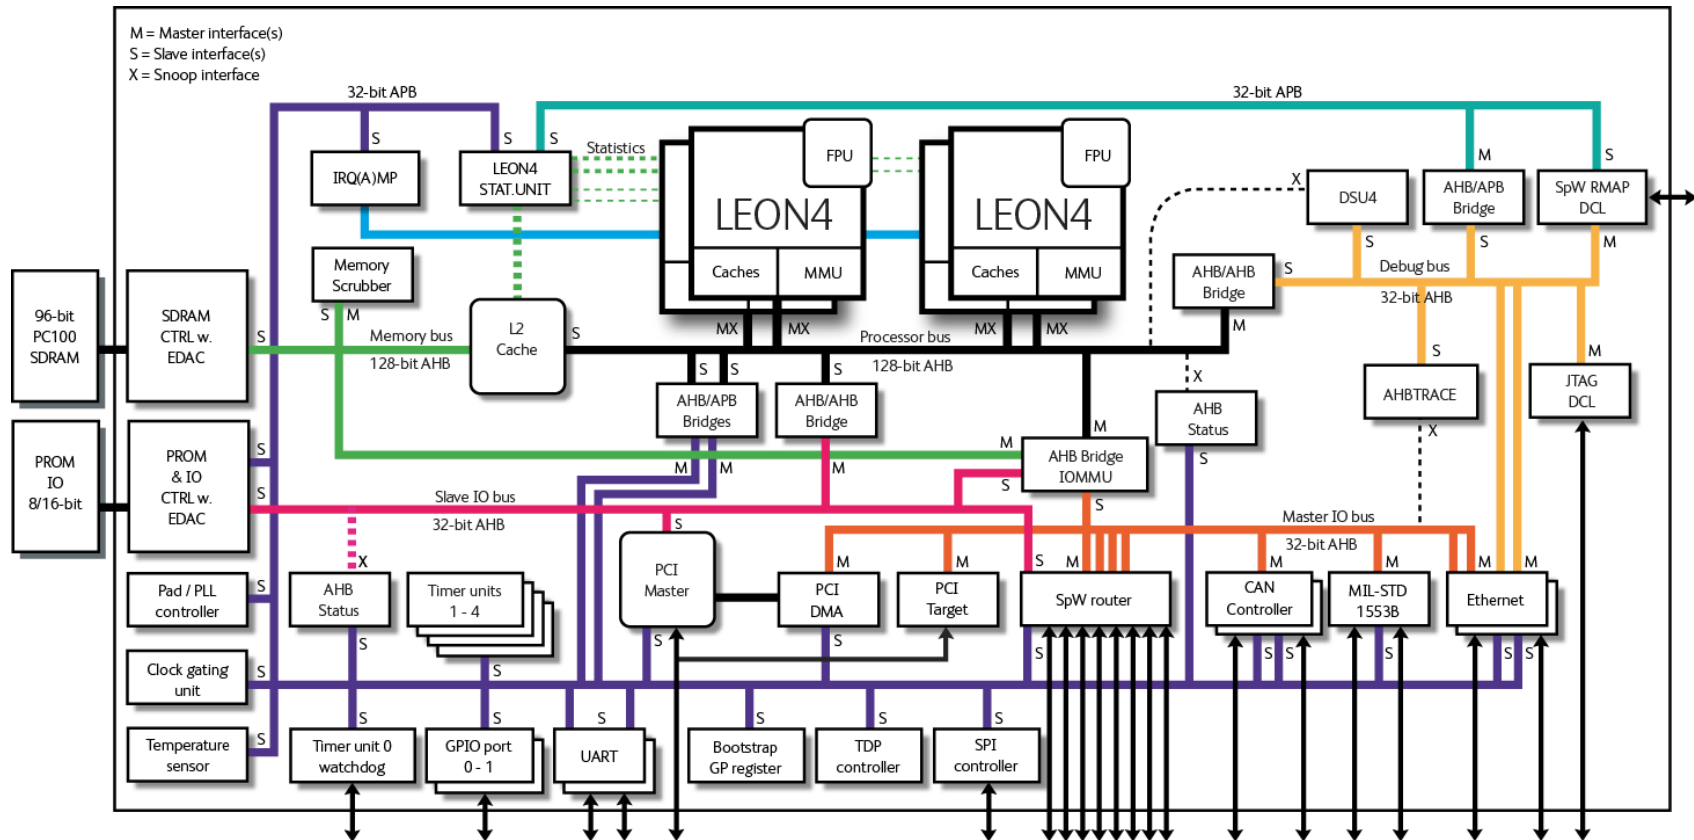 M = Master interface(s)
S = Slave interface(s)
X = Snoop interface
32-bit APB
32-bit APB
S
S
S
Statistics
FPU
FPU
M
S
IRQ(A)MP
LEON4
STAT.UNIT
LEON4
LEON4
X
DSU4
AHB/APB
Bridge
SpW RMAP
DCL
S
S
M
Memory
Scrubber
Caches
MMU
Caches
MMU
AHB/AHB
Bridge
S
Debug bus
32-bit AHB
96-bit
PC100
SDRAM
SDRAM
CTRL w.
EDAC
S
S
M
Memory bus
128-bit AHB
L2
Cache
S
MX
MX
Processor bus
128-bit AHB
MX
MX
M
S
M
S
S
S
X
AHB/APB
Bridges
AHB/AHB
Bridge
AHB
Status
AHBTRACE
JTAG
DCL
PROM
IO
8/16-bit
PROM
& IO
CTRL w.
EDAC
S
S
M
M
M
M
M
AHB Bridge
IOMMU
S
S
S
X
Slave IO bus
32-bit AHB
Master IO bus
32-bit AHB
S
X
PCI
Master
M
M
S
M
M
M
M
M
Pad / PLL
controller
S
AHB
Status
Timer units
1 - 4
PCI
DMA
PCI
Target
SpW router
CAN
Controller
MIL-STD
1553B
Ethernet
Clock gating
unit
S
S
S
S
S
S
S
S
S
S
S
Temperature
sensor
S
S
S
S
S
S
S
Timer unit 0
watchdog
GPIO port
0 - 1
UART
Bootstrap
GP register
TDP
controller
SPI
controller